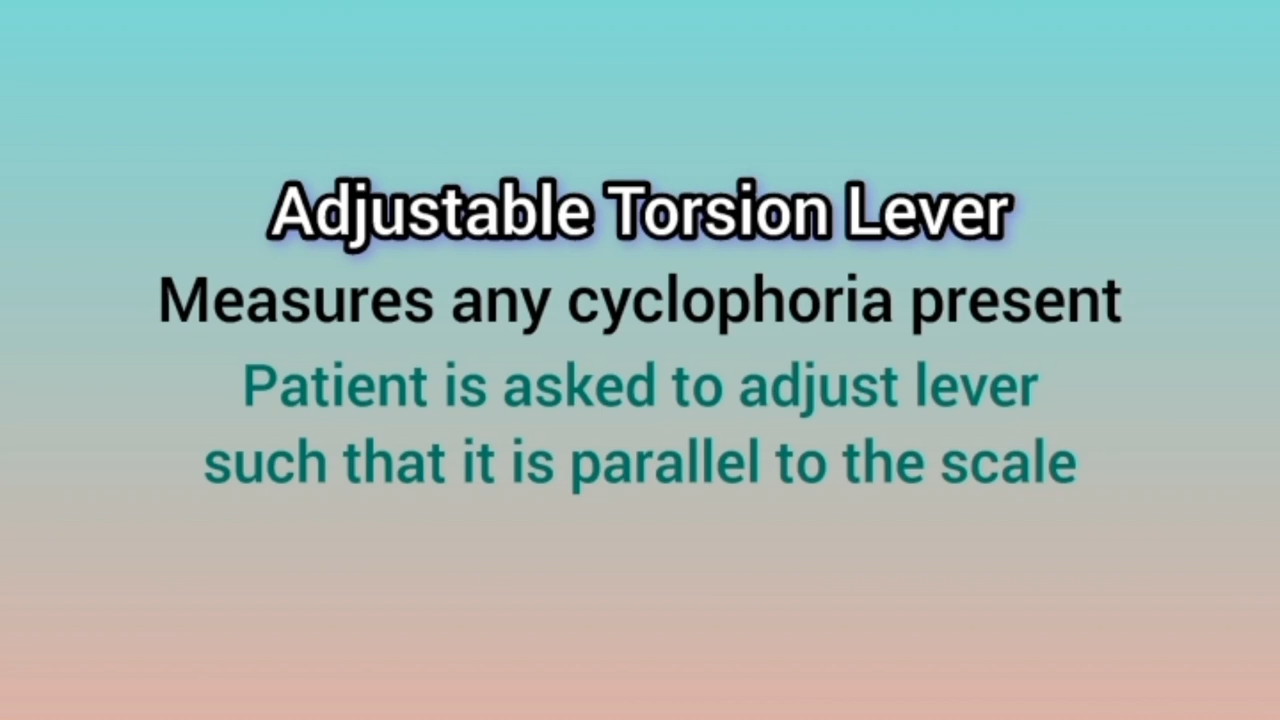 Adjustable Torsion Lever
Measures any cyclophoria present
Patient is asked to adjust lever
such that it is parallel to the scale